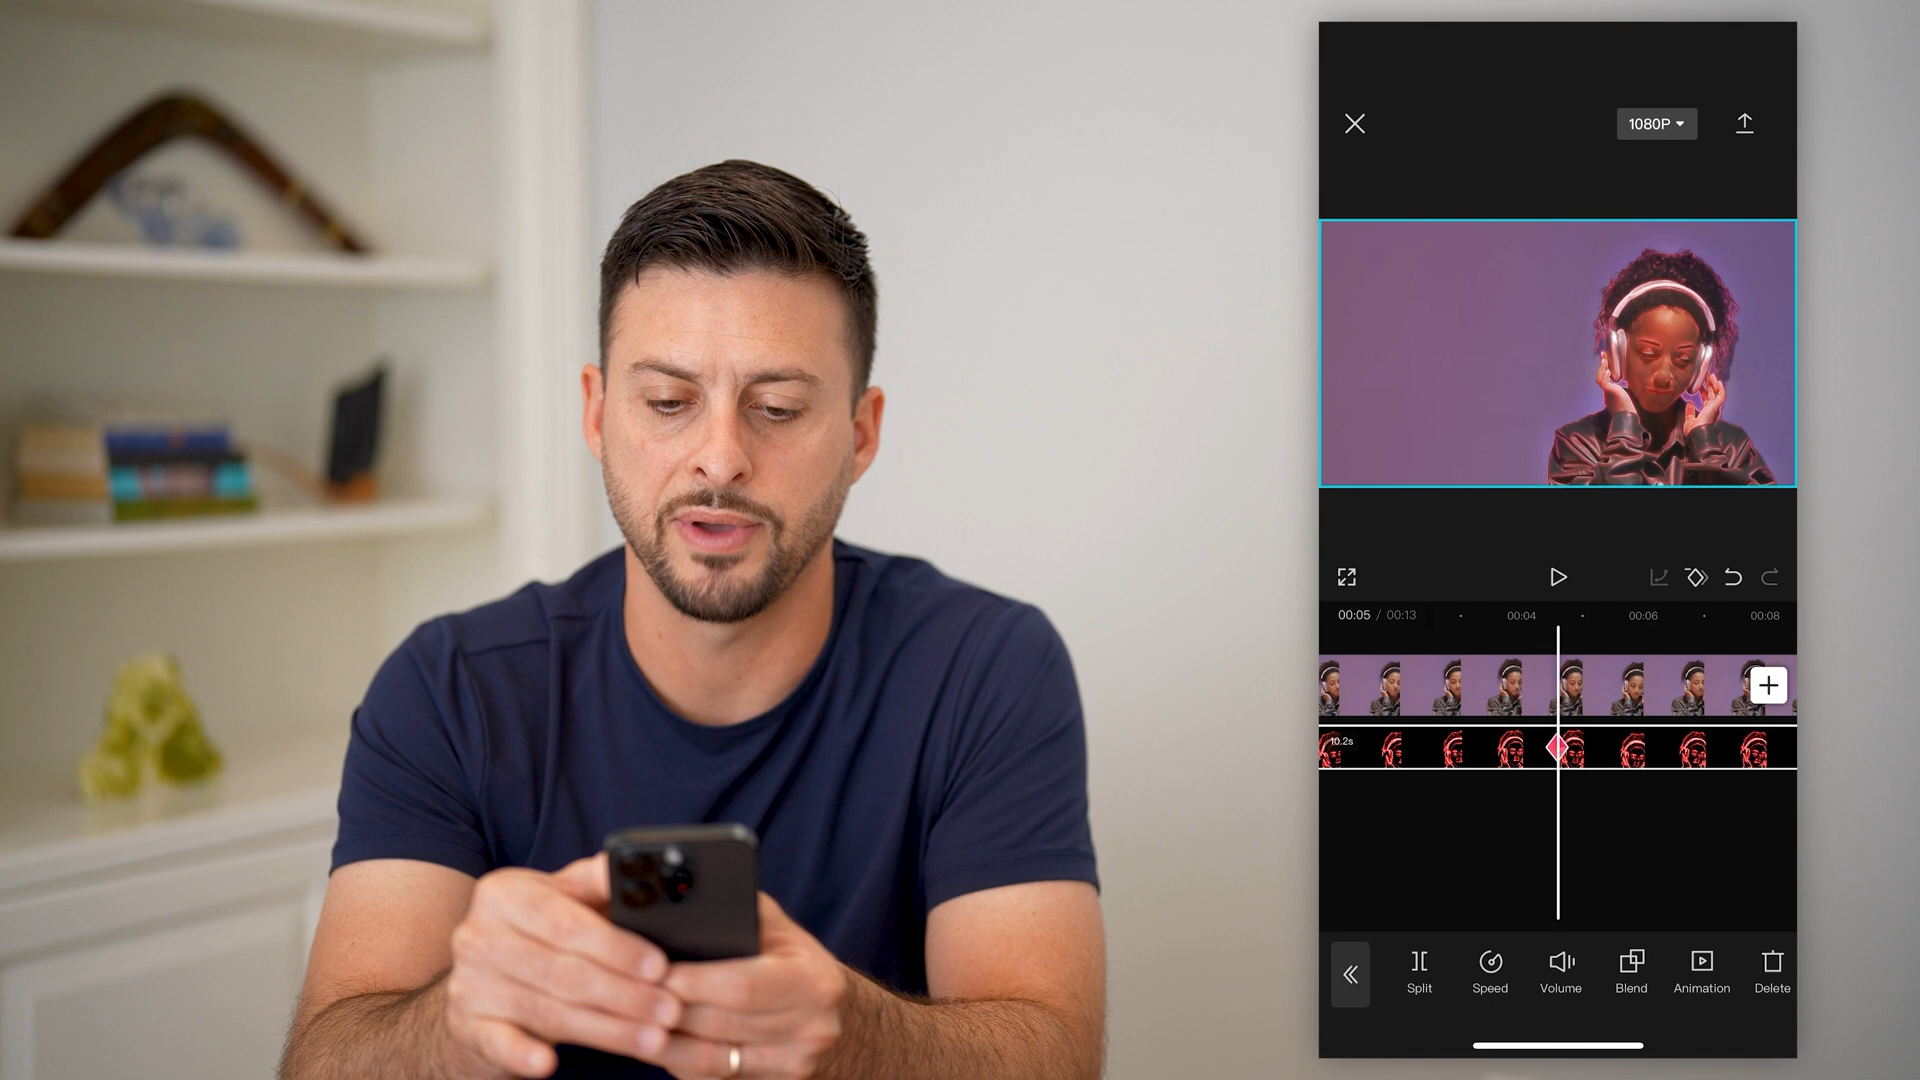 1080P
00:05 / 00:13
00:04
00:06
00:08
10.2s
Split
Speed
Volume
Blend
Animation
Delete